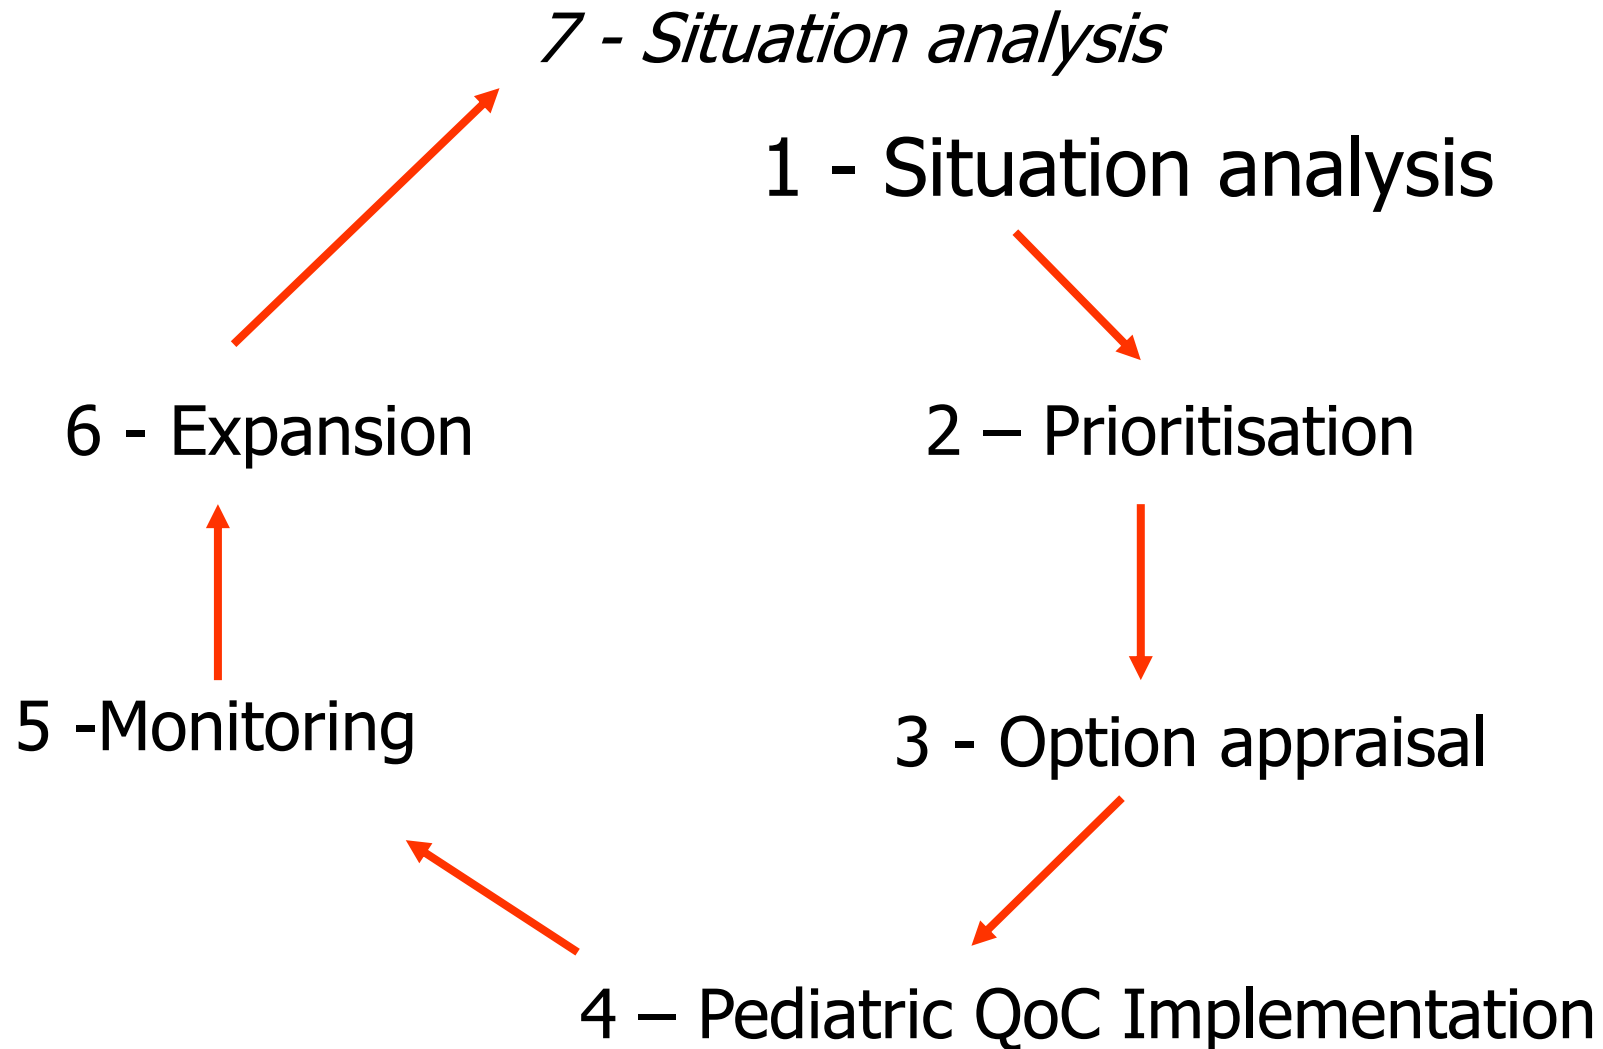 7 - Situation analysis
1 - Situation analysis
6 - Expansion
2 – Prioritisation
5 -Monitoring
3 - Option appraisal
4 – Pediatric QoC Implementation